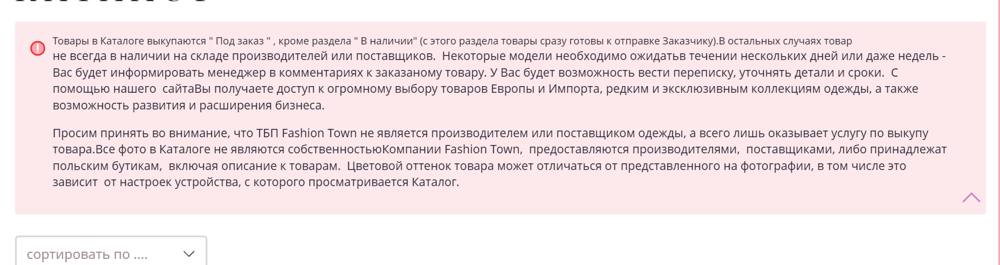 Товары в Каталоге выкупаются " Под заказ " , кроме раздела " В наличии" (с этого раздела товары сразу готовы к отправке Заказчику).В остальных случаях товар
не всегда в наличии на складе производителей или поставщиков.  Некоторые модели необходимо ожидатьв течении нескольких дней или даже недель -
Вас будет информировать менеджер в комментариях к заказаному товару. У Вас будет возможность вести переписку, уточнять детали и сроки.  С
помощью нашего  сайтаВы получаете доступ к огромному выбору товаров Европы и Импорта, редким и эксклюзивным коллекциям одежды, а также
возможность развития и расширения бизнеса.
Просим принять во внимание, что ТБП Fashion Town не является производителем или поставщиком одежды, а всего лишь оказывает услугу по выкупу
товара.Все фото в Каталоге не являются собственностьюКомпании Fashion Town,  предоставляются производителями,  поставщиками, либо принадлежат
польским бутикам,  включая описание к товарам.  Цветовой оттенок товара может отличаться от представленного на фотографии, в том числе это
зависит  от настроек устройства, с которого просматривается Каталог.
сортировать по ....